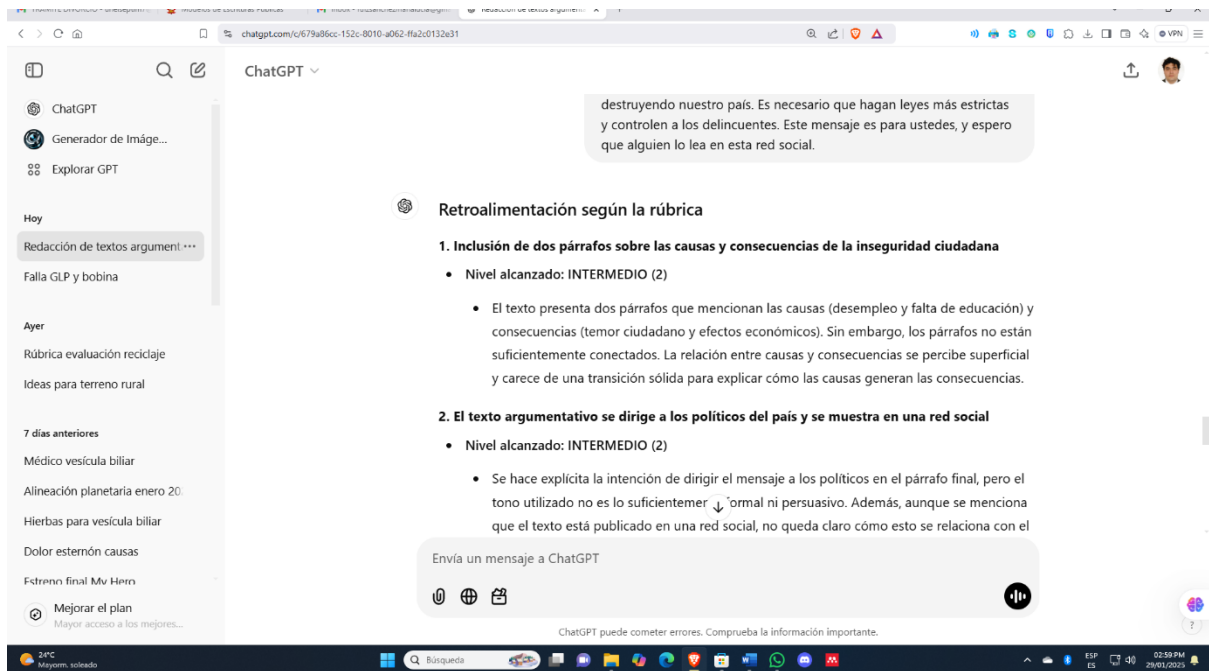 Modelos de Escrituras Públicas
chatgpt.com/c/679a86cc-152c-8010-a062-ffa2c0132e31
VPN
ChatGPT
ChatGPT
Generador de Imáge...
Explorar GPT
Hoy
Redacción de textos argument
Falla GLP y bobina
Ayer
Rúbrica evaluación reciclaje
Ideas para terreno rural
7 días anteriores
Médico vesícula biliar
Alineación planetaria enero 20
Hierbas para vesícula biliar
Dolor esternón causas
Estreno final My Hero
Mejorar el plan
Mayor acceso a los mejores...
destruyendo nuestro país. Es necesario que hagan leyes más estrictas
y controlen a los delincuentes. Este mensaje es para ustedes, y espero
que alguien lo lea en esta red social.
Retroalimentación según la rúbrica
1. Inclusión de dos párrafos sobre las causas y consecuencias de la inseguridad ciudadana
Nivel alcanzado: INTERMEDIO (2)
El texto presenta dos párrafos que mencionan las causas (desempleo y falta de educación) y
consecuencias (temor ciudadano y efectos económicos). Sin embargo, los párrafos no están
suficientemente conectados. La relación entre causas y consecuencias se percibe superficial
y carece de una transición sólida para explicar cómo las causas generan las consecuencias.
2. El texto argumentativo se dirige a los políticos del país y se muestra en una red social
Nivel alcanzado: INTERMEDIO (2)
Se hace explícita la intención de dirigir el mensaje a los políticos en el párrafo final, pero el
tono utilizado no es lo suficientemen ormal ni persuasivo. Además, aunque se menciona
que el texto está publicado en una red social, no queda claro cómo esto se relaciona con el
Envía un mensaje a ChatGPT
ChatGPT puede cometer errores. Comprueba la información importante.
?
24°C
Mayorm. soleado
Búsqueda
ESP
ES
02:59 PM
29/01/2025